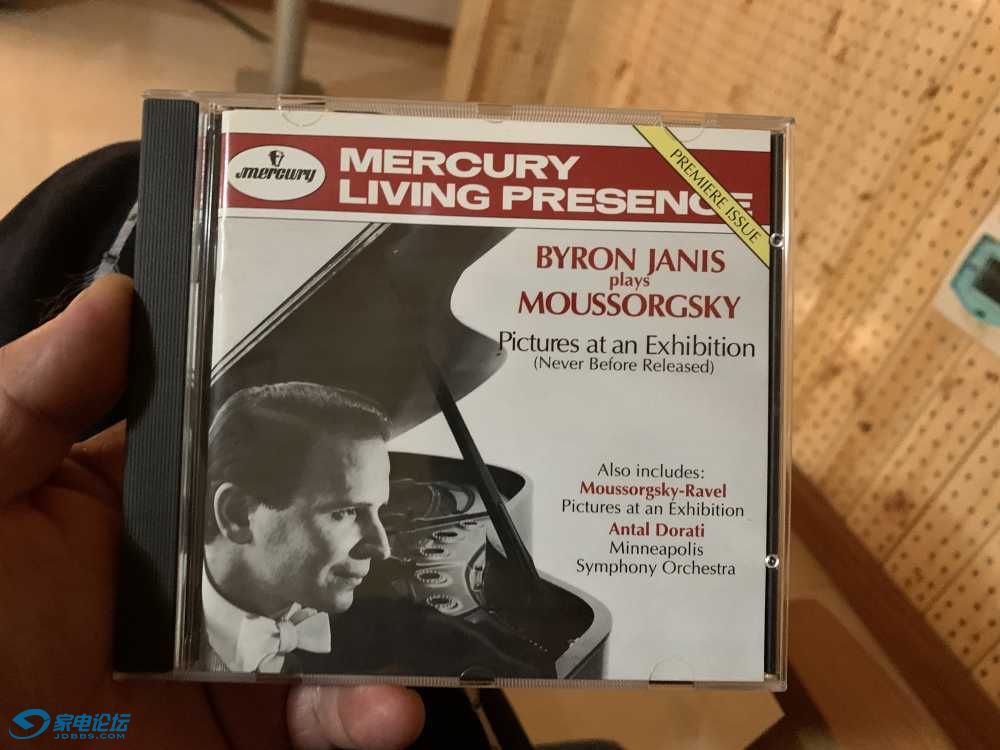 mercury
MERCURY
LIVING PRESENCE
PREMIERE ISSUE
BYRON JANIS
plays
MOUSSORGSKY
Pictures at an Exhibition
(Never Before Released)
Also includes:
Moussorgsky-Ravel
Pictures at an Exhibition
Antal Dorati
Minneapolis
Symphony Orchestra
家电论坛
JDBBS.COM